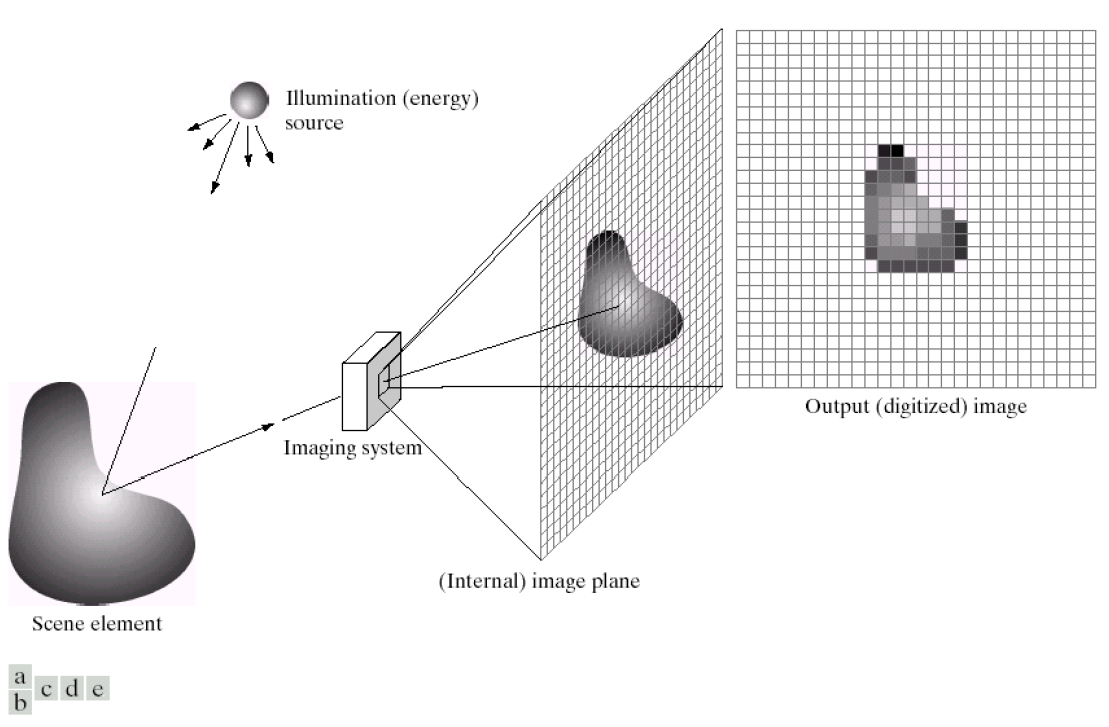 Illumination (energy)
source
Output (digitized) image
Imaging system
(Internal) image plane
Scene element
a
b
c d e